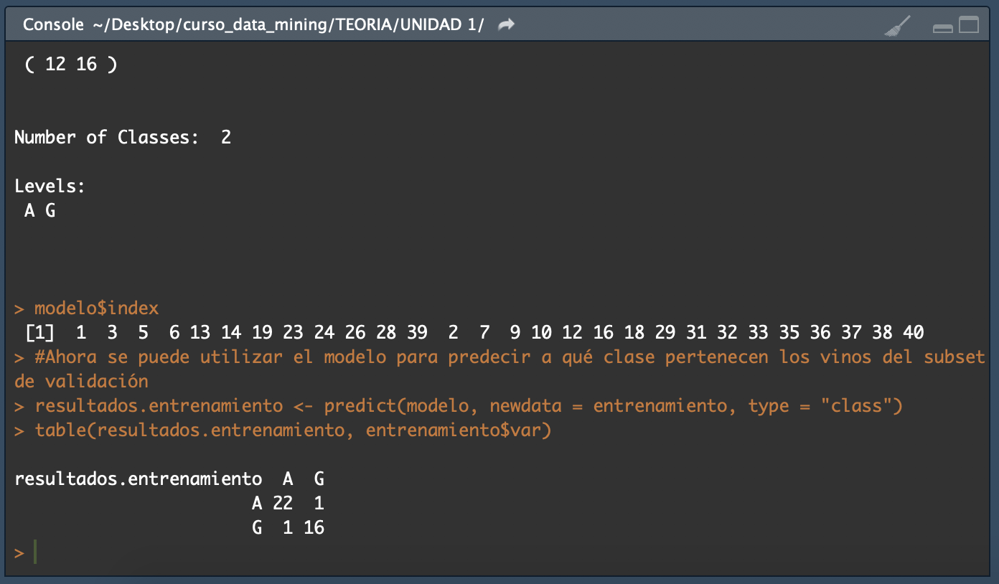 Console ~/Desktop/curso_data_mining/TEORIA/UNIDAD 1/
( 12 16 )
Number of Classes:  2
Levels:
A G
> modelo$index
[1]  1  3  5  6 13 14 19 23 24 26 28 39  2  7  9 10 12 16 18 29 31 32 33 35 36 37 38 40
> #Ahora se puede utilizar el modelo para predecir a qué clase pertenecen los vinos del subset
de validación
> resultados.entrenamiento <- predict(modelo, newdata = entrenamiento, type = "class")
> table(resultados.entrenamiento, entrenamiento$var)
resultados.entrenamiento  A  G
A 22  1
G  1 16
>